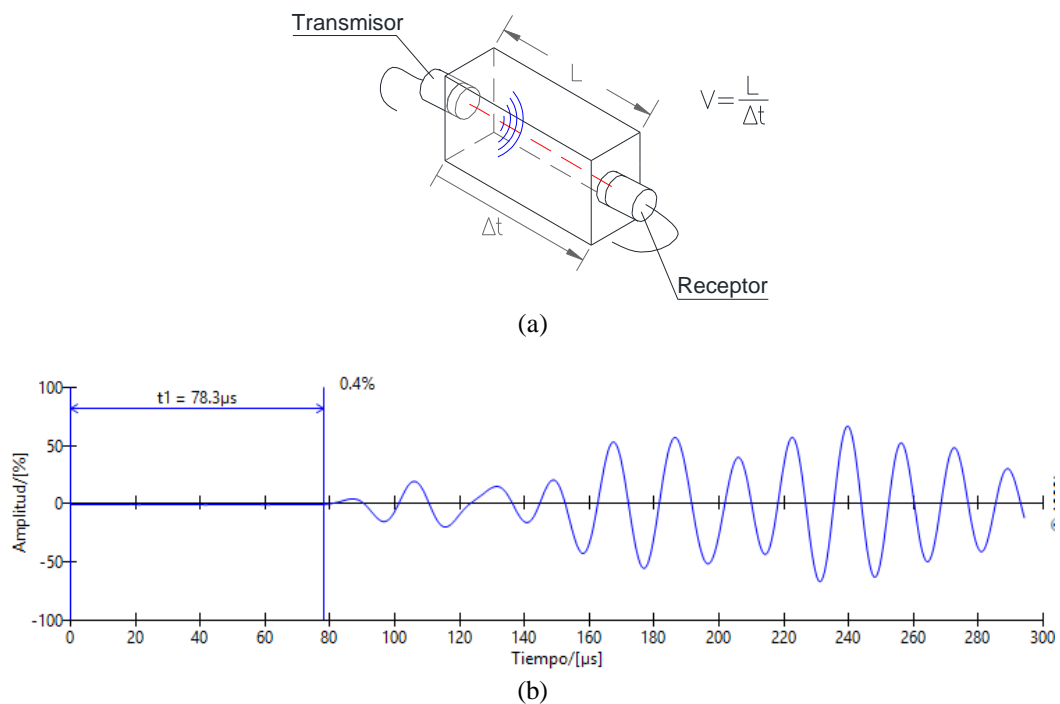 Transmisor
L
V=L/Δt
Δt
Receptor
(a)
100
50
0
-50
-100
Amplitud/[%]
t1 = 78.3µs
0.4%
0 20 40 60 80 100 120 140 160 180 200 220 240 260 280 300
Tiempo/[µs]
(b)